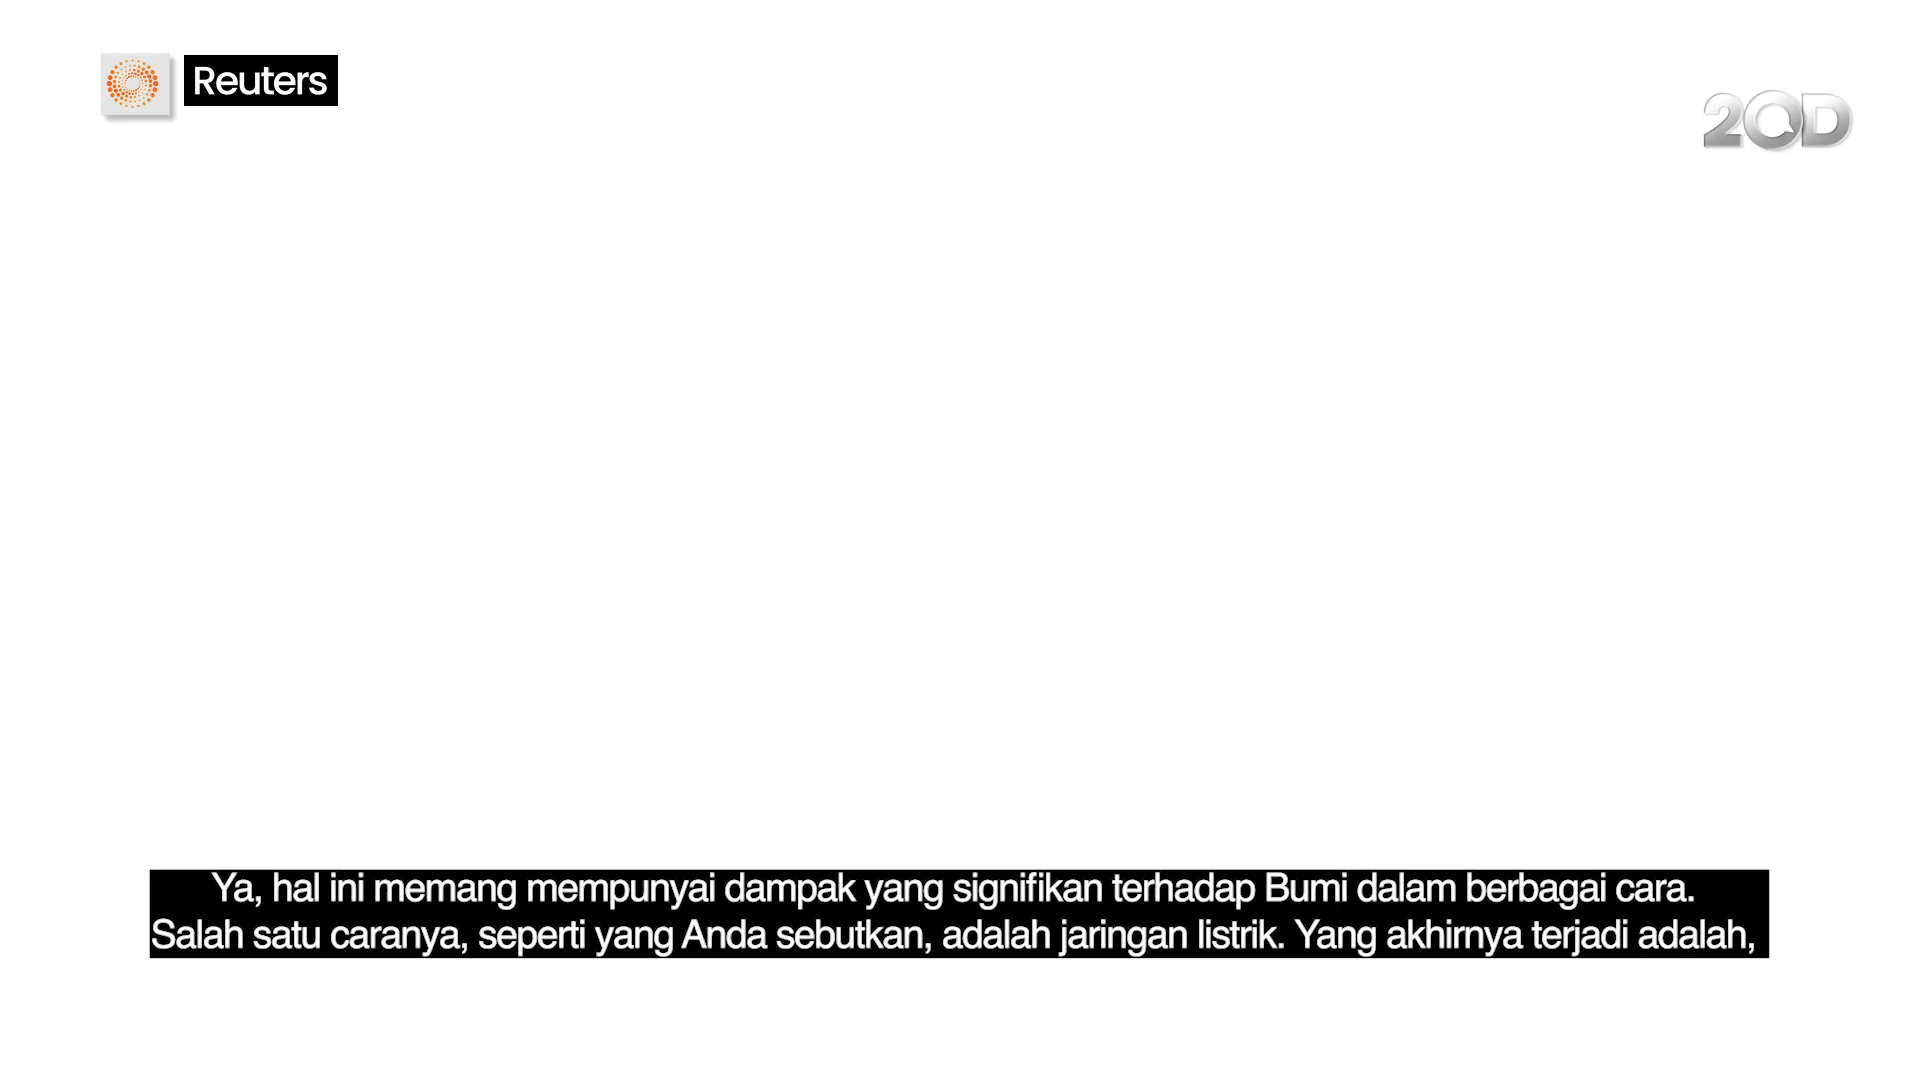 Reuters
20D
Ya, hal ini memang mempunyai dampak yang signifikan terhadap Bumi dalam berbagai cara.
Salah satu caranya, seperti yang Anda sebutkan, adalah jaringan listrik. Yang akhirnya terjadi adalah,